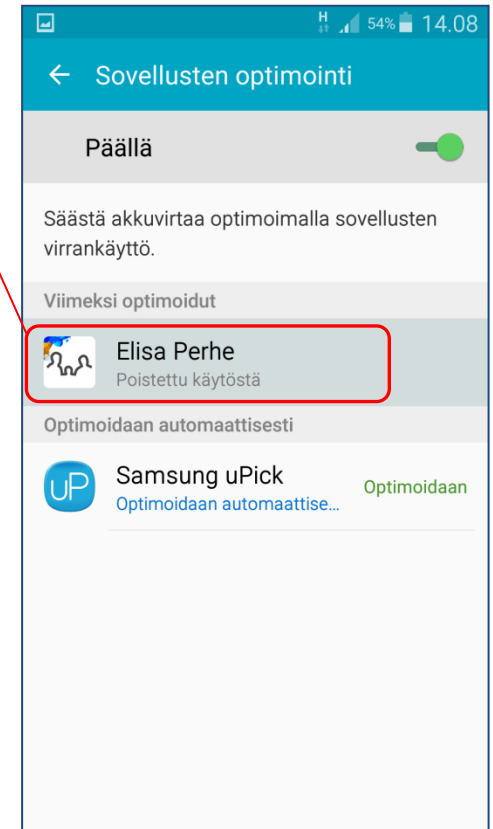 H 54% 14.08
Sovellusten optimointi
Päällä
Säästä akkuvirtaa optimoimalla sovellusten
virrankäyttö.
Viimeksi optimoidut
Elisa Perhe
Poistettu käytöstä
Optimoidaan automaattisesti
uP
Samsung uPick
Optimoidaan automaattise...
Optimoidaan